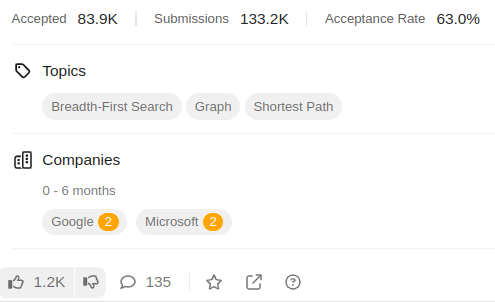 Accepted 83.9K Submissions 133.2K Acceptance Rate 63.0%
Topics
Breadth-First Search Graph Shortest Path
Companies
0 - 6 months
Google 2 Microsoft 2
1.2K 135